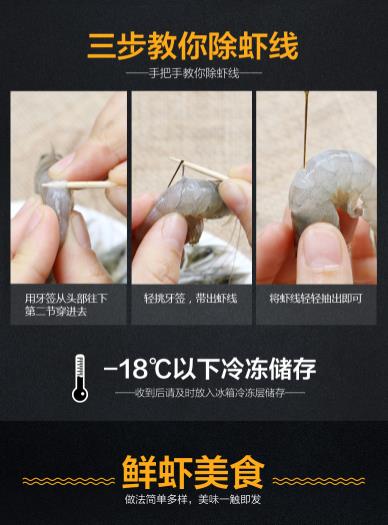 三步教你除虾线
——手把手教你除虾线——
用牙签从头部往下
第二节穿进去
轻挑牙签，带出虾线
将虾线轻轻抽出即可
-18℃以下冷冻储存
——收到后请及时放入冰箱冷冻层储存——
鲜虾美食
做法简单多样，美味一触即发